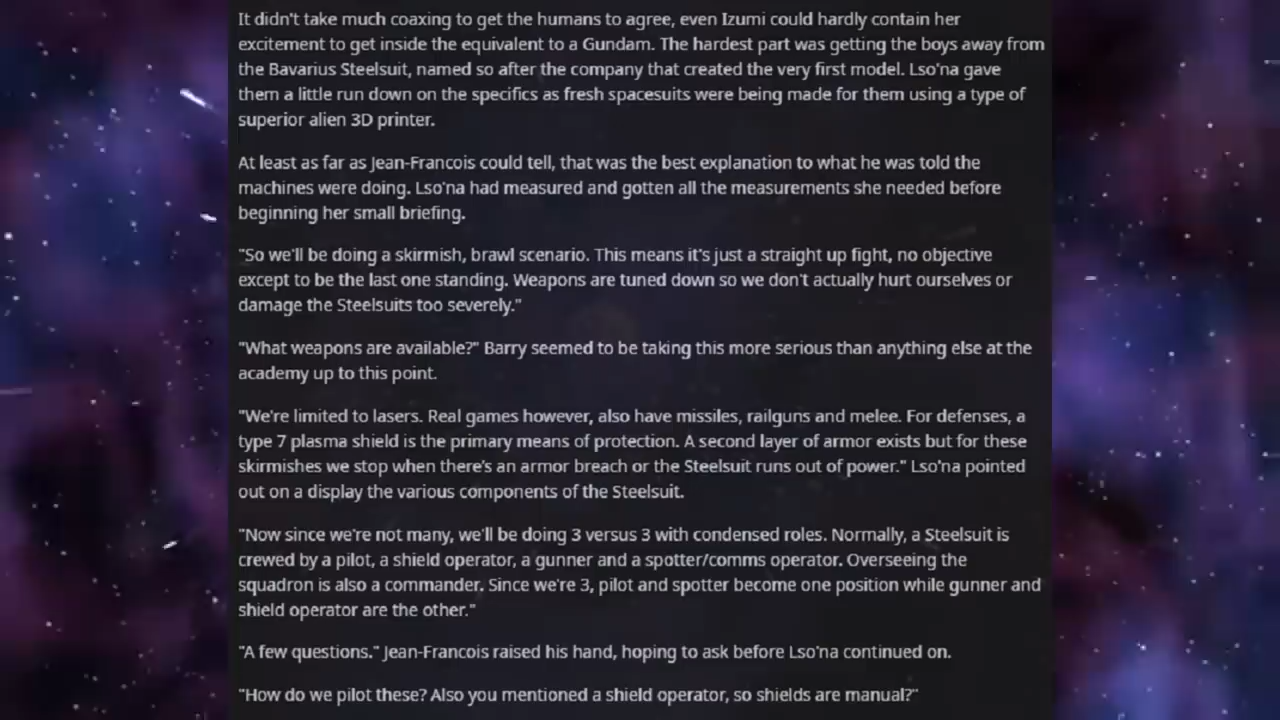 It didn't take much coaxing to get the humans to agree, even Izumi could hardly contain her
excitement to get inside the equivalent to a Gundam. The hardest part was getting the boys away from
the Bavarius Steelsuit, named so after the company that created the very first model. Lso'na gave
them a little run down on the specifics as fresh spacesuits were being made for them using a type of
superior alien 3D printer.
At least as far as Jean-Francois could tell, that was the best explanation to what he was told the
machines were doing. Lso'na had measured and gotten all the measurements she needed before
beginning her small briefing.
"So we'll be doing a skirmish, brawl scenario. This means it's just a straight up fight, no objective
except to be the last one standing. Weapons are tuned down so we don't actually hurt ourselves or
damage the Steelsuits too severely."
"What weapons are available?" Barry seemed to be taking this more serious than anything else at the
academy up to this point.
"We're limited to lasers. Real games however, also have missiles, railguns and melee. For defenses, a
type 7 plasma shield is the primary means of protection. A second layer of armor exists but for these
skirmishes we stop when there's an armor breach or the Steelsuit runs out of power." Lso'na pointed
out on a display the various components of the Steelsuit.
"Now since we're not many, we'll be doing 3 versus 3 with condensed roles. Normally, a Steelsuit is
crewed by a pilot, a shield operator, a gunner and a spotter/comms operator. Overseeing the
squadron is also a commander. Since we're 3, pilot and spotter become one position while gunner and
shield operator are the other."
"A few questions." Jean-Francois raised his hand, hoping to ask before Lso'na continued on.
"How do we pilot these? Also you mentioned a shield operator, so shields are manual?"